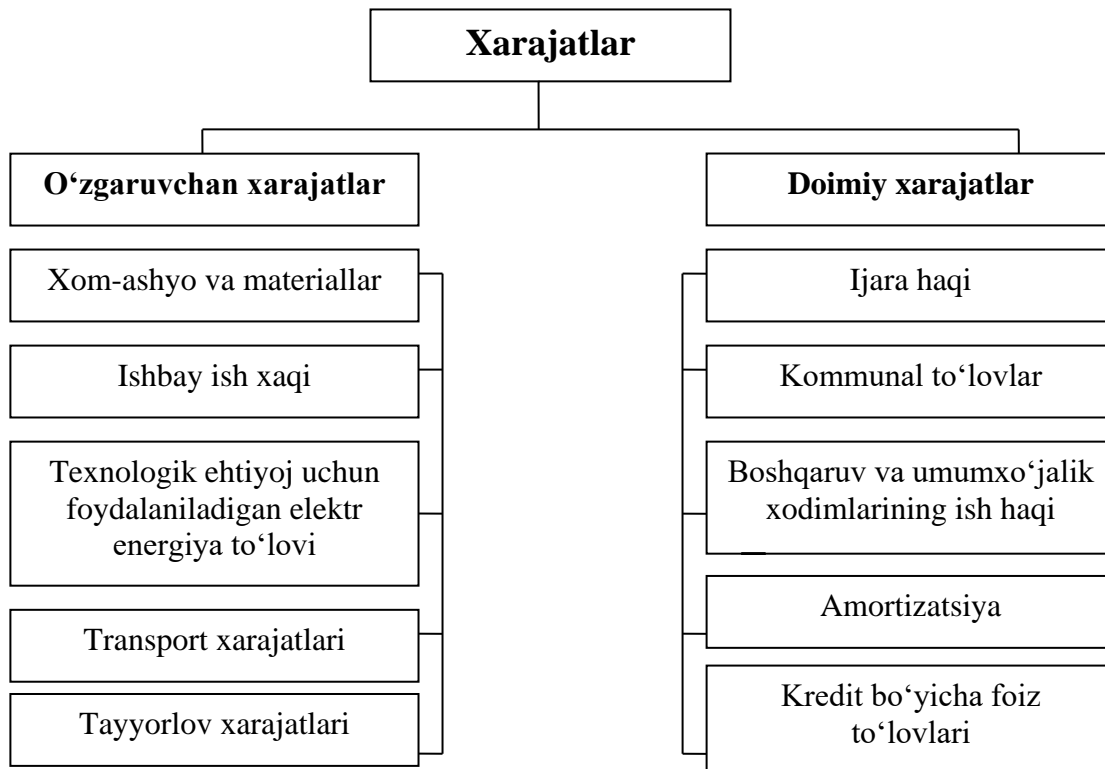 Xarajatlar
O‘zgaruvchan xarajatlar
Xom-ashyo va materiallar
Ishbay ish xaqi
Texnologik ehtiyoj uchun
foydalaniladigan elektr
energiya to‘lovi
Transport xarajatlari
Tayyorlov xarajatlari
Doimiy xarajatlar
Ijara haqi
Kommunal to‘lovlar
Boshqaruv va umumxo‘jalik
xodimlarining ish haqi
Amortizatsiya
Kredit bo‘yicha foiz
to‘lovlari